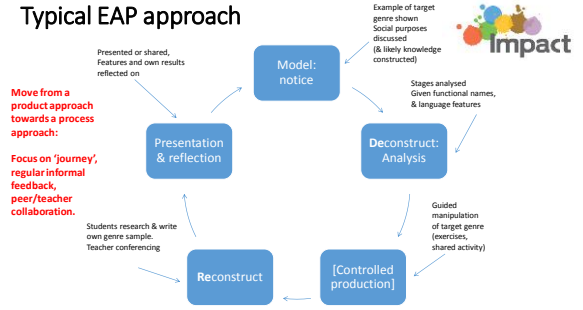 Typical EAP approach
Example of target
genre shown
Social purposes
discussed
(& likely knowledge
constructed)
Impact
Presented or shared,
Features and own results
reflected on
Model:
notice
Stages analysed
Given functional names,
& language features
Move from a
product approach
towards a process
approach:
Focus on ‘journey’,
regular informal
feedback,
peer/teacher
collaboration.
Presentation
& reflection
Deconstruct:
Analysis
Guided
manipulation
of target genre
(exercises,
shared activity)
Students research & write
own genre sample.
Teacher conferencing
Reconstruct
[Controlled
production]